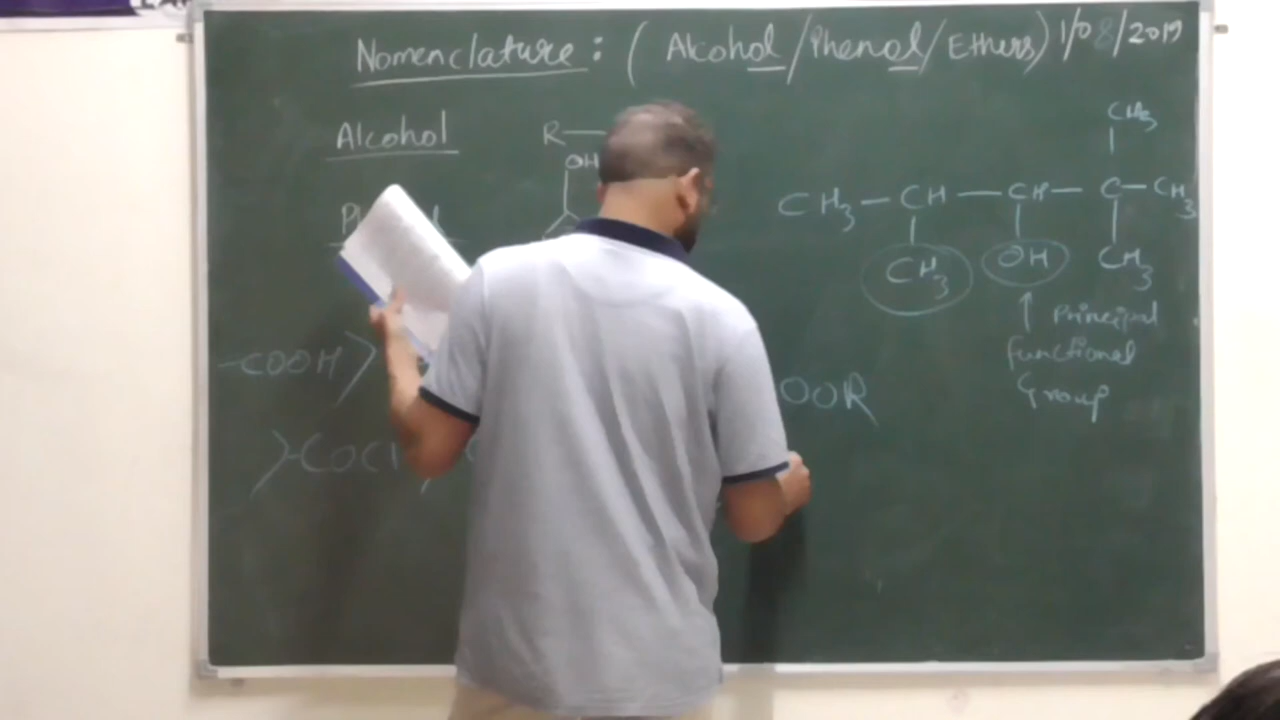 Nomenclature : ( Alcohol / Phenol / Ethers ) 1/08/2019
Alcohol R—
OH
CH3
CH3 — CH — CH — C — CH3
CH3 OH CH3
↑ Principal
functional
Group
-COOH >
OOR
>-COCl